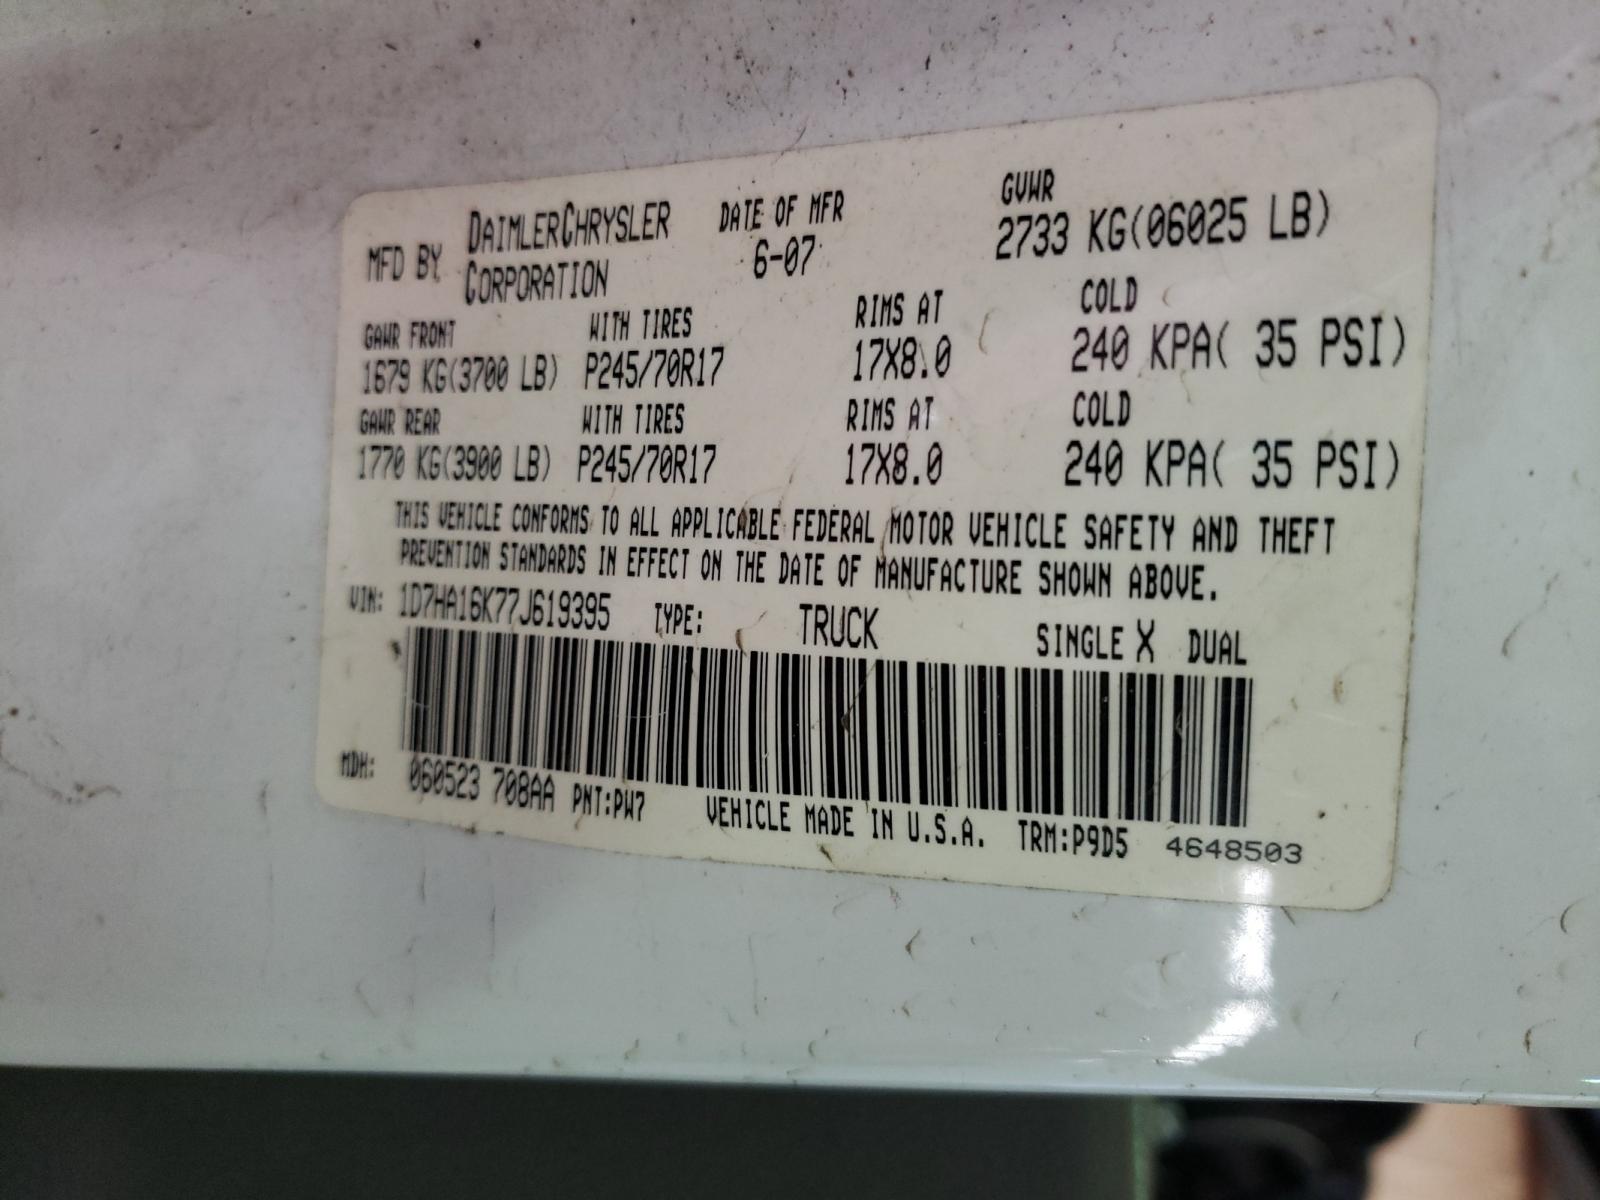 MFD BY DAIMLERCHRYSLER CORPORATION DATE OF MFR 6-07 GVWR 2733 KG(06025 LB)
GAWR FRONT WITH TIRES RIMS AT COLD
1679 KG(3700 LB) P245/70R17 17X8.0 240 KPA( 35 PSI)
GAWR REAR WITH TIRES RIMS AT COLD
1770 KG(3900 LB) P245/70R17 17X8.0 240 KPA( 35 PSI)
THIS VEHICLE CONFORMS TO ALL APPLICABLE FEDERAL MOTOR VEHICLE SAFETY AND THEFT
PREVENTION STANDARDS IN EFFECT ON THE DATE OF MANUFACTURE SHOWN ABOVE.
VIN: 1D7HA16K77J619395 TYPE: TRUCK SINGLE X DUAL
MDH: 060523 708AA PNT:PW7 VEHICLE MADE IN U.S.A. TRM:P9D5 4648503